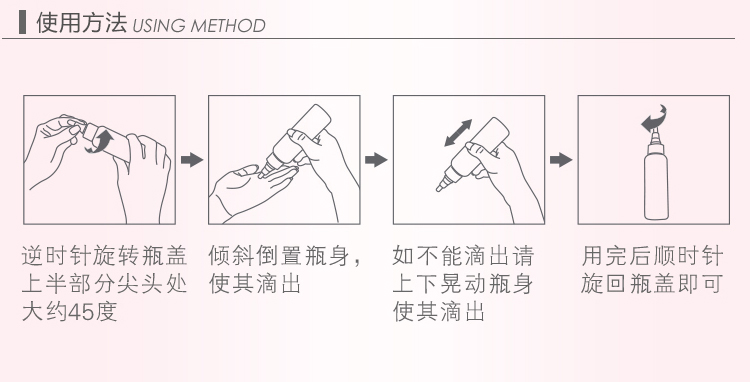 使用方法 USING METHOD
逆时针旋转瓶盖
上半部分尖头处
大约45度
倾斜倒置瓶身，
使其滴出
如不能滴出请
上下晃动瓶身
使其滴出
用完后顺时针
旋回瓶盖即可